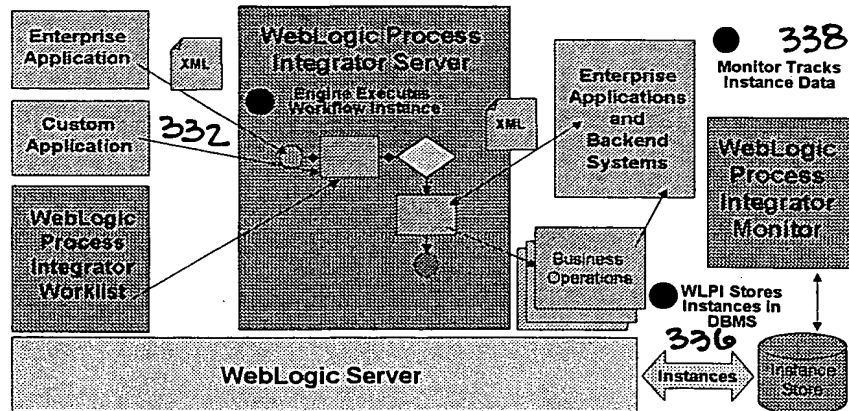 Enterprise
Application
XML
Custom
Application
332
WebLogic
Process
Integrator
Worklist
WebLogic Process
Integrator Server
Engine Executes
Workflow Instance
XML
Enterprise
Applications
and
Backend
Systems
338
Monitor Tracks
Instance Data
WebLogic
Process
Integrator
Monitor
Business
Operations
WLPI Stores
Instances in
DBMS
336
WebLogic Server
Instances
Instance
Store